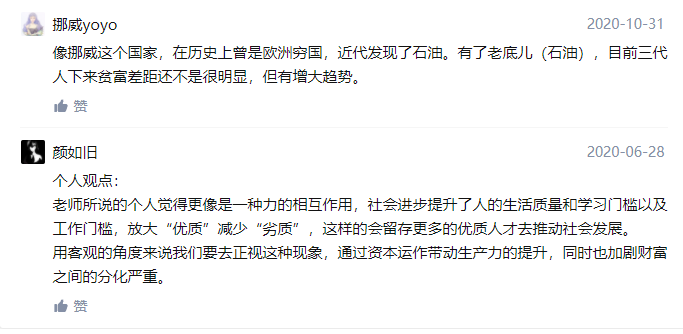 挪威yoyo
2020-10-31
像挪威这个国家，在历史上曾是欧洲穷国，近代发现了石油。有了老底儿（石油），目前三代
人下来贫富差距还不是很明显，但有增大趋势。
赞
颜如旧
2020-06-28
个人观点：
老师所说的个人觉得更像是一种力的相互作用，社会进步提升了人的生活质量和学习门槛以及
工作门槛，放大“优质”减少“劣质”，这样的会留存更多的优质人才去推动社会发展。
用客观的角度来说我们要去正视这种现象，通过资本运作带动生产力的提升，同时也加剧财富
之间的分化严重。
赞